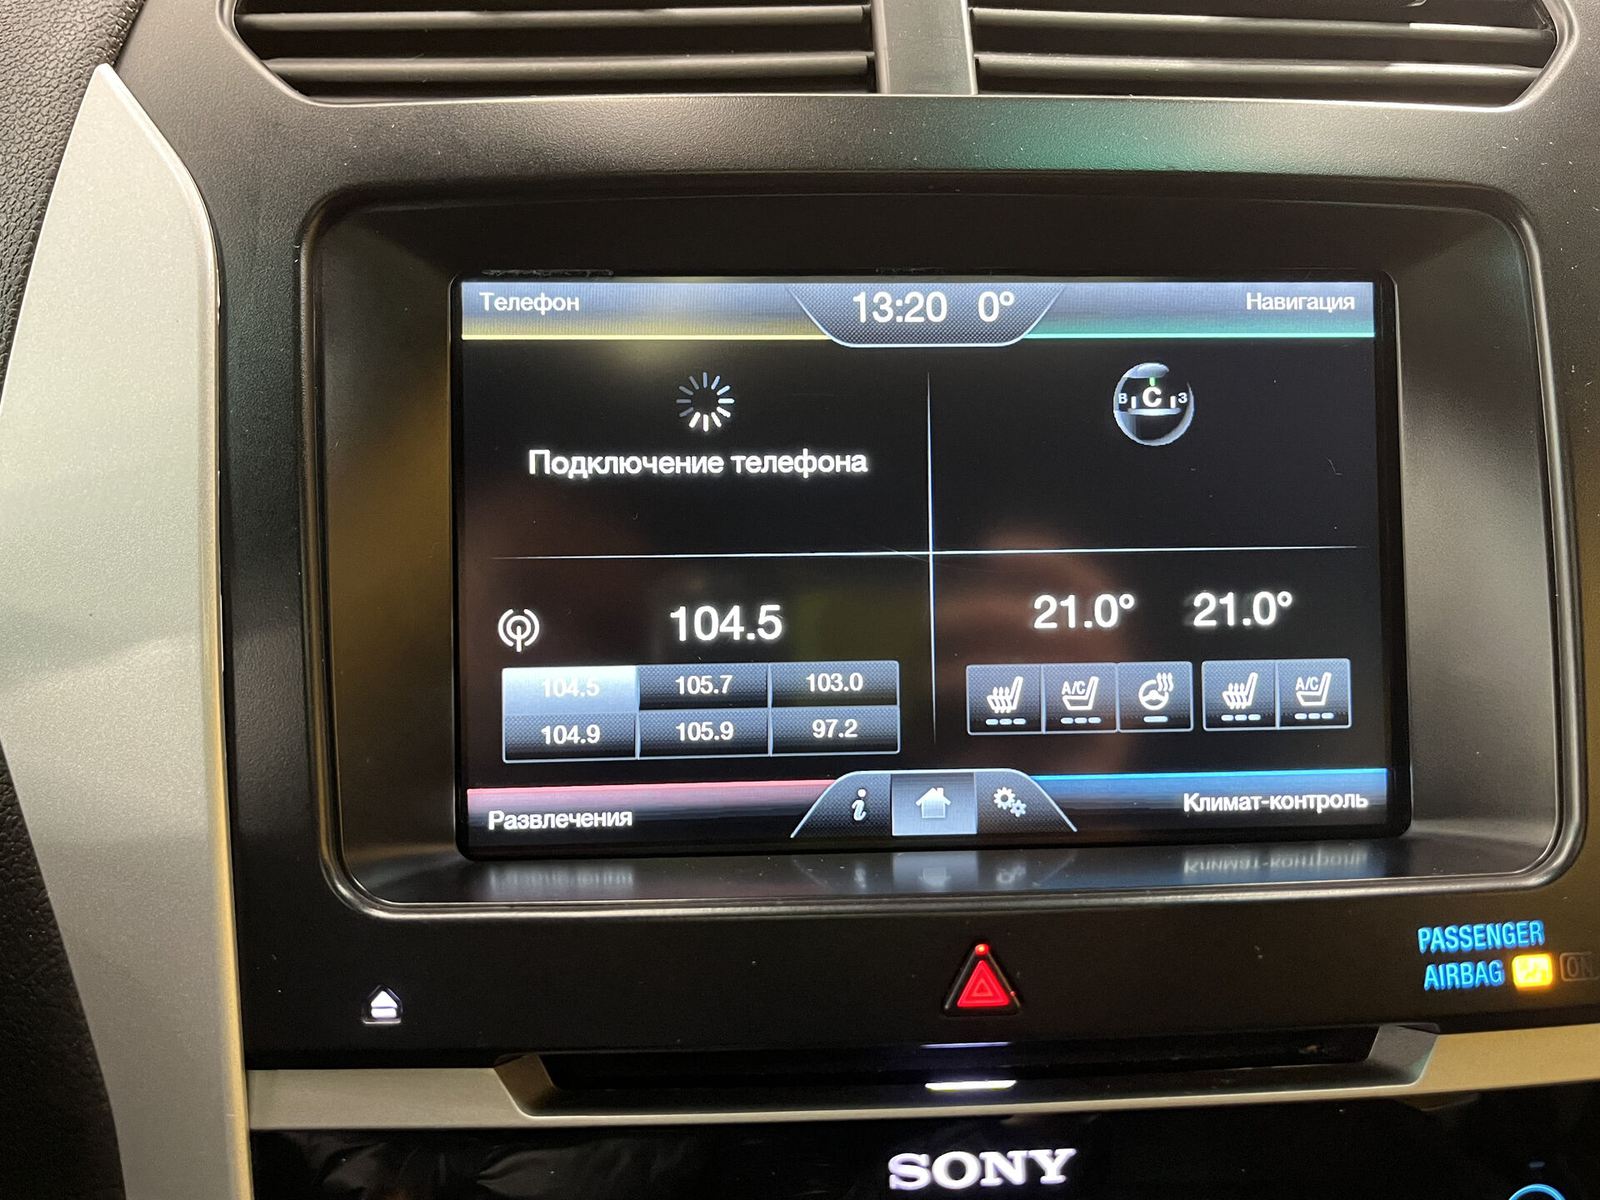 Телефон
13:20 0°
Навигация
В С З
Подключение телефона
104.5
21.0° 21.0°
104.5 105.7 103.0
104.9 105.9 97.2
A/C A/C
Развлечения
i
Климат-контроль
PASSENGER
AIRBAG ON
SONY